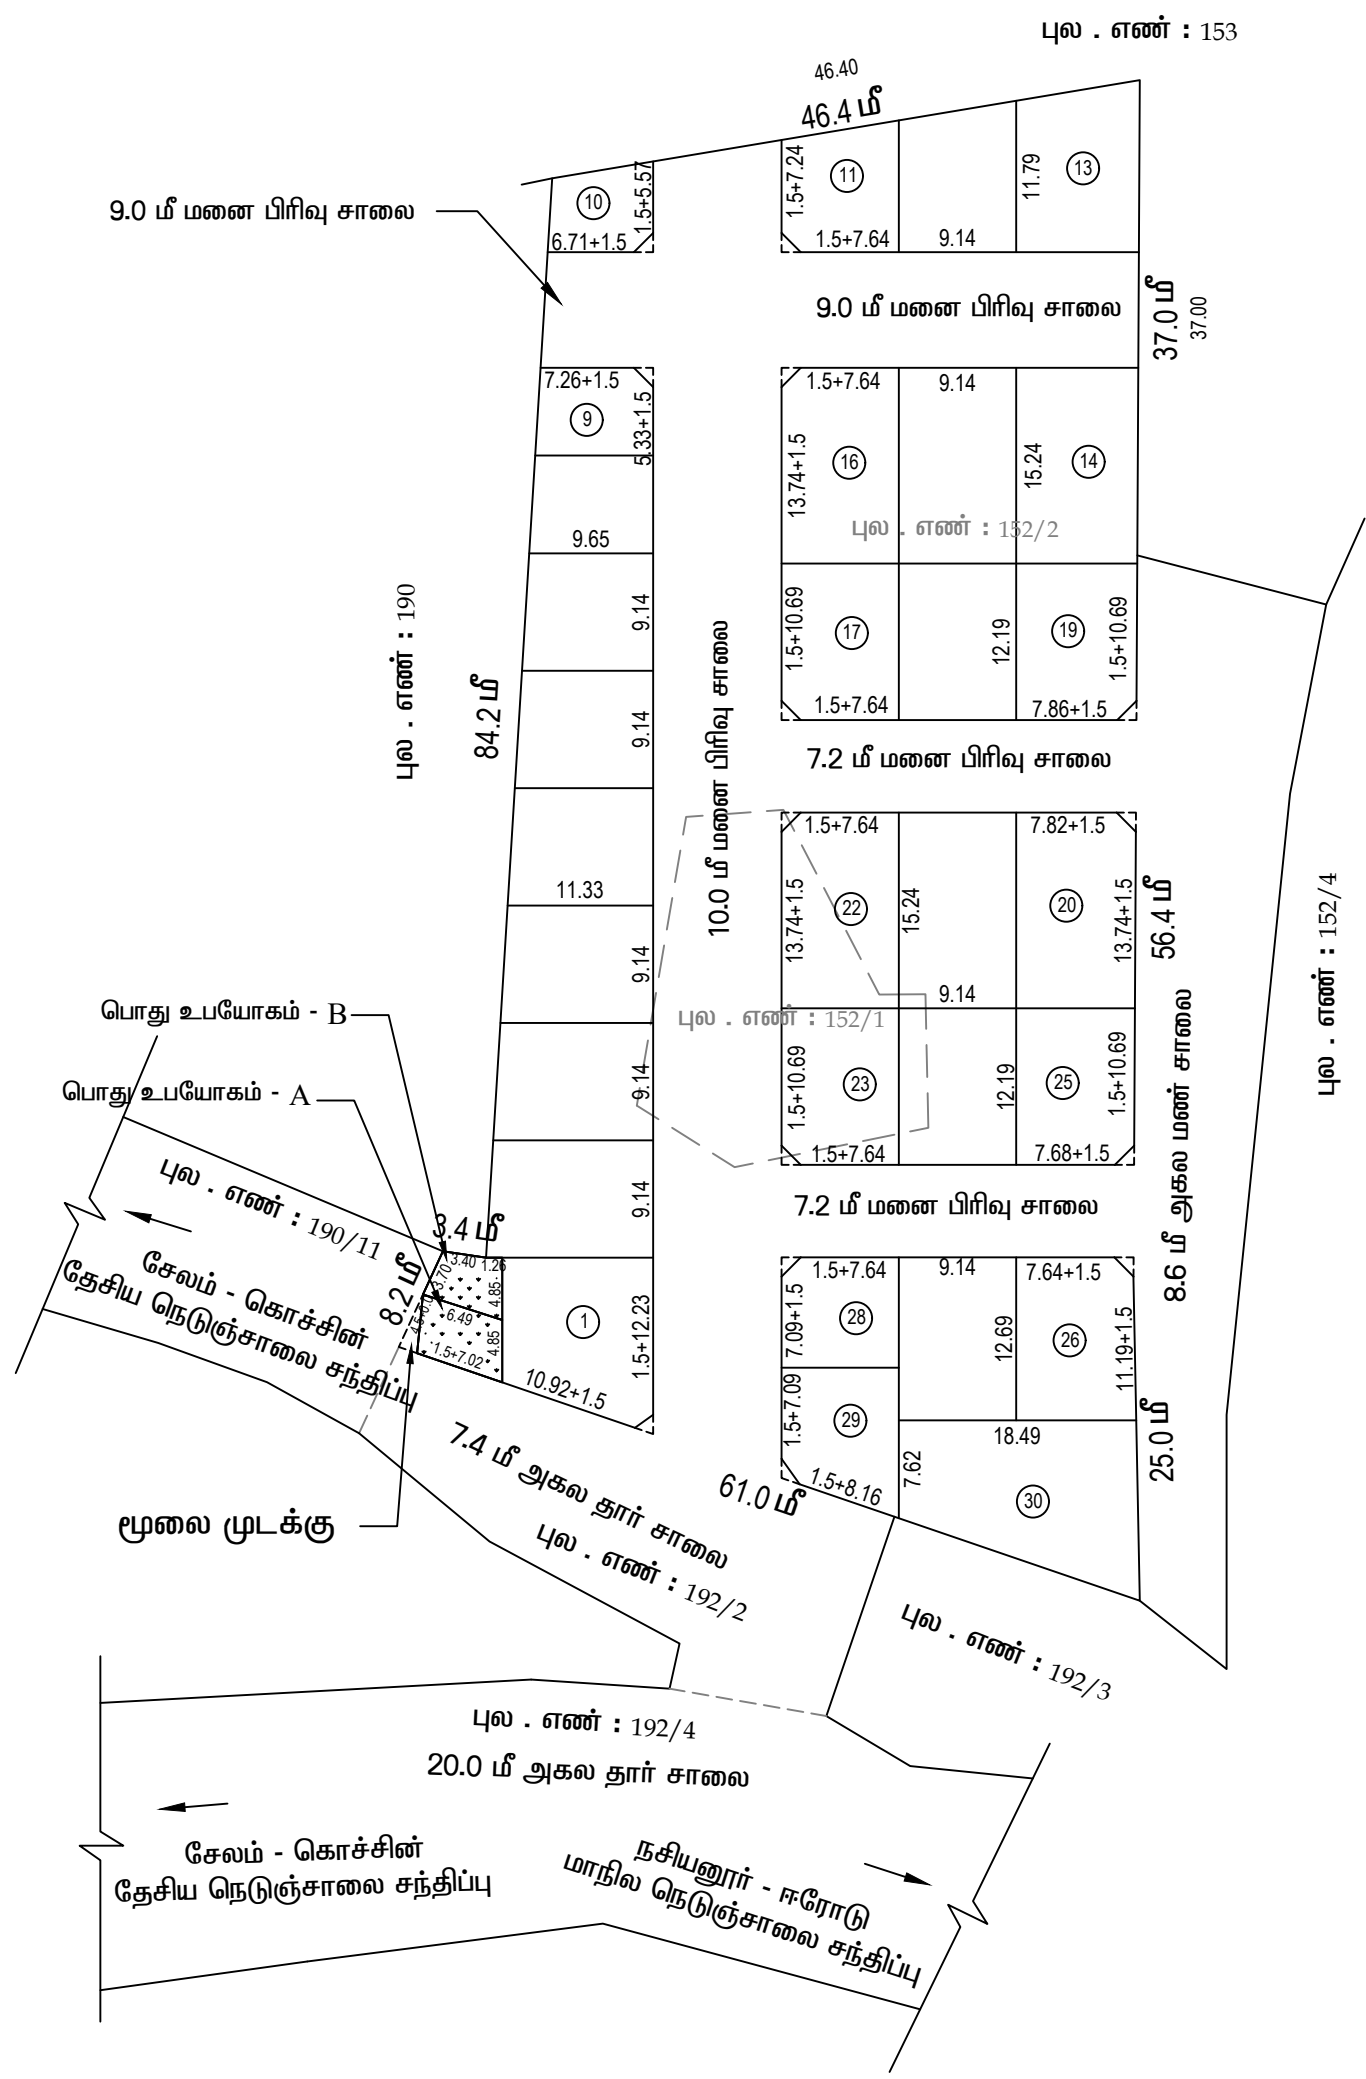 புல . எண் : 153
46.40
46.4 மீ
9.0 மீ மனை பிரிவு சாலை
10
1.5+5.57
6.71+1.5
1.5+7.24
11
1.5+7.64
9.14
11.79
13
9.0 மீ மனை பிரிவு சாலை
37.0 மீ
37.00
7.26+1.5
9
5.33+1.5
1.5+7.64
9.14
13.74+1.5
16
15.24
14
புல . எண் : 152/2
9.65
9.14
புல . எண் : 190
84.2 மீ
9.14
10.0 மீ மனை பிரிவு சாலை
1.5+10.69
17
12.19
19
1.5+10.69
1.5+7.64
7.86+1.5
7.2 மீ மனை பிரிவு சாலை
1.5+7.64
7.82+1.5
11.33
13.74+1.5
22
15.24
20
13.74+1.5
56.4 மீ
புல . எண் : 152/4
9.14
9.14
புல . எண் : 152/1
8.6 மீ அகல மண் சாலை
பொது உபயோகம் - B
பொது உபயோகம் - A
9.14
1.5+10.69
23
12.19
25
1.5+10.69
1.5+7.64
7.68+1.5
9.14
7.2 மீ மனை பிரிவு சாலை
புல . எண் : 190/11
சேலம் - கொச்சின்
தேசிய நெடுஞ்சாலை சந்திப்பு
3.4 மீ
8.2 மீ
3.40
1.26
3.70
4.85
6.49
4.85
1.5+7.02
1
1.5+12.23
10.92+1.5
1.5+7.64
9.14
7.64+1.5
7.09+1.5
28
12.69
26
11.19+1.5
1.5+7.09
29
7.62
18.49
25.0 மீ
1.5+8.16
30
7.4 மீ அகல தார் சாலை
61.0 மீ
மூலை முடக்கு
புல . எண் : 192/2
புல . எண் : 192/3
புல . எண் : 192/4
20.0 மீ அகல தார் சாலை
சேலம் - கொச்சின்
தேசிய நெடுஞ்சாலை சந்திப்பு
நசியனூர் - ஈரோடு
மாநில நெடுஞ்சாலை சந்திப்பு